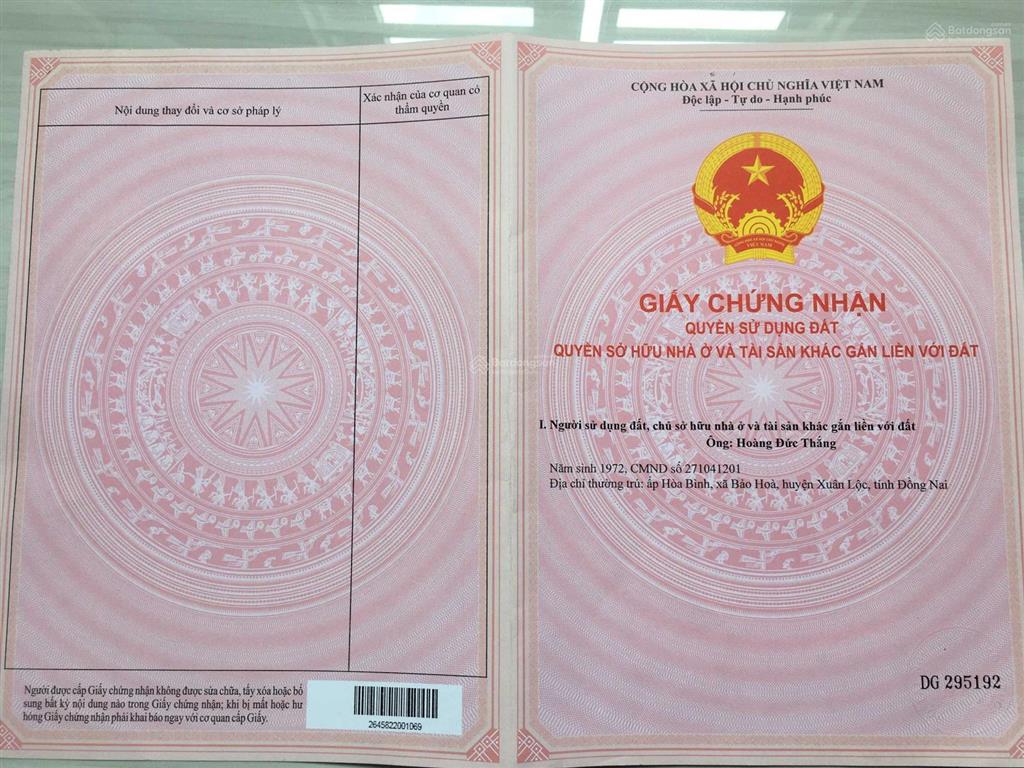 Nội dung thay đổi và cơ sở pháp lý
Xác nhận của cơ quan có
thẩm quyền
Người được cấp Giấy chứng nhận không được sửa chữa, tẩy xóa hoặc bổ
sung bất kỳ nội dung nào trong Giấy chứng nhận; khi bị mất hoặc hư
hỏng Giấy chứng nhận phải khai báo ngay với cơ quan cấp Giấy.
2645822001069
CỘNG HÒA XÃ HỘI CHỦ NGHĨA VIỆT NAM
Độc lập - Tự do - Hạnh phúc
VIỆT NAM
GIẤY CHỨNG NHẬN
QUYỀN SỬ DỤNG ĐẤT
QUYỀN SỞ HỮU NHÀ Ở VÀ TÀI SẢN KHÁC GẮN LIỀN VỚI ĐẤT
I. Người sử dụng đất, chủ sở hữu nhà ở và tài sản khác gắn liền với đất
Ông: Hoàng Đức Thắng
Năm sinh 1972, CMND số 271041201
Địa chỉ thường trú: ấp Hòa Bình, xã Bảo Hoà, huyện Xuân Lộc, tỉnh Đồng Nai
DG 295192
Batdongsan